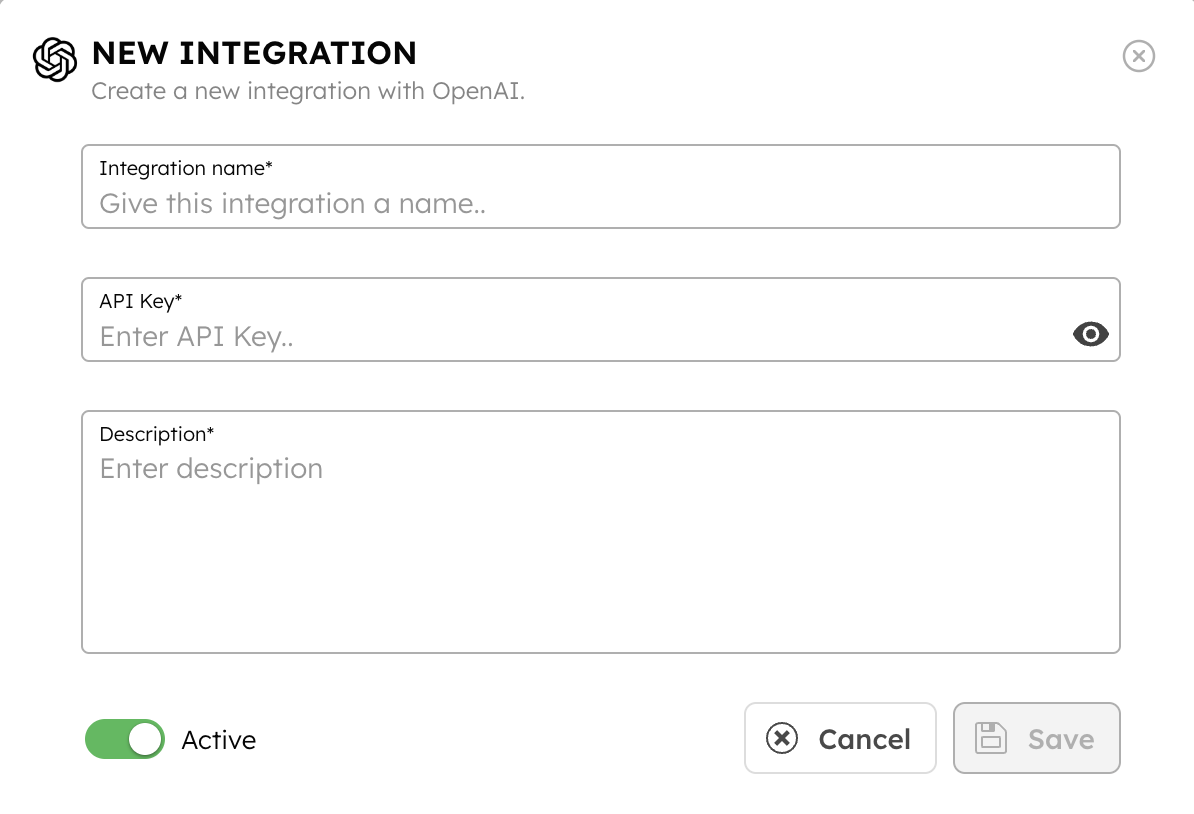 NEW INTEGRATION
Create a new integration with OpenAI.
Integration name*
Give this integration a name..
API Key*
Enter API Key..
Description*
Enter description
Active
Cancel
Save